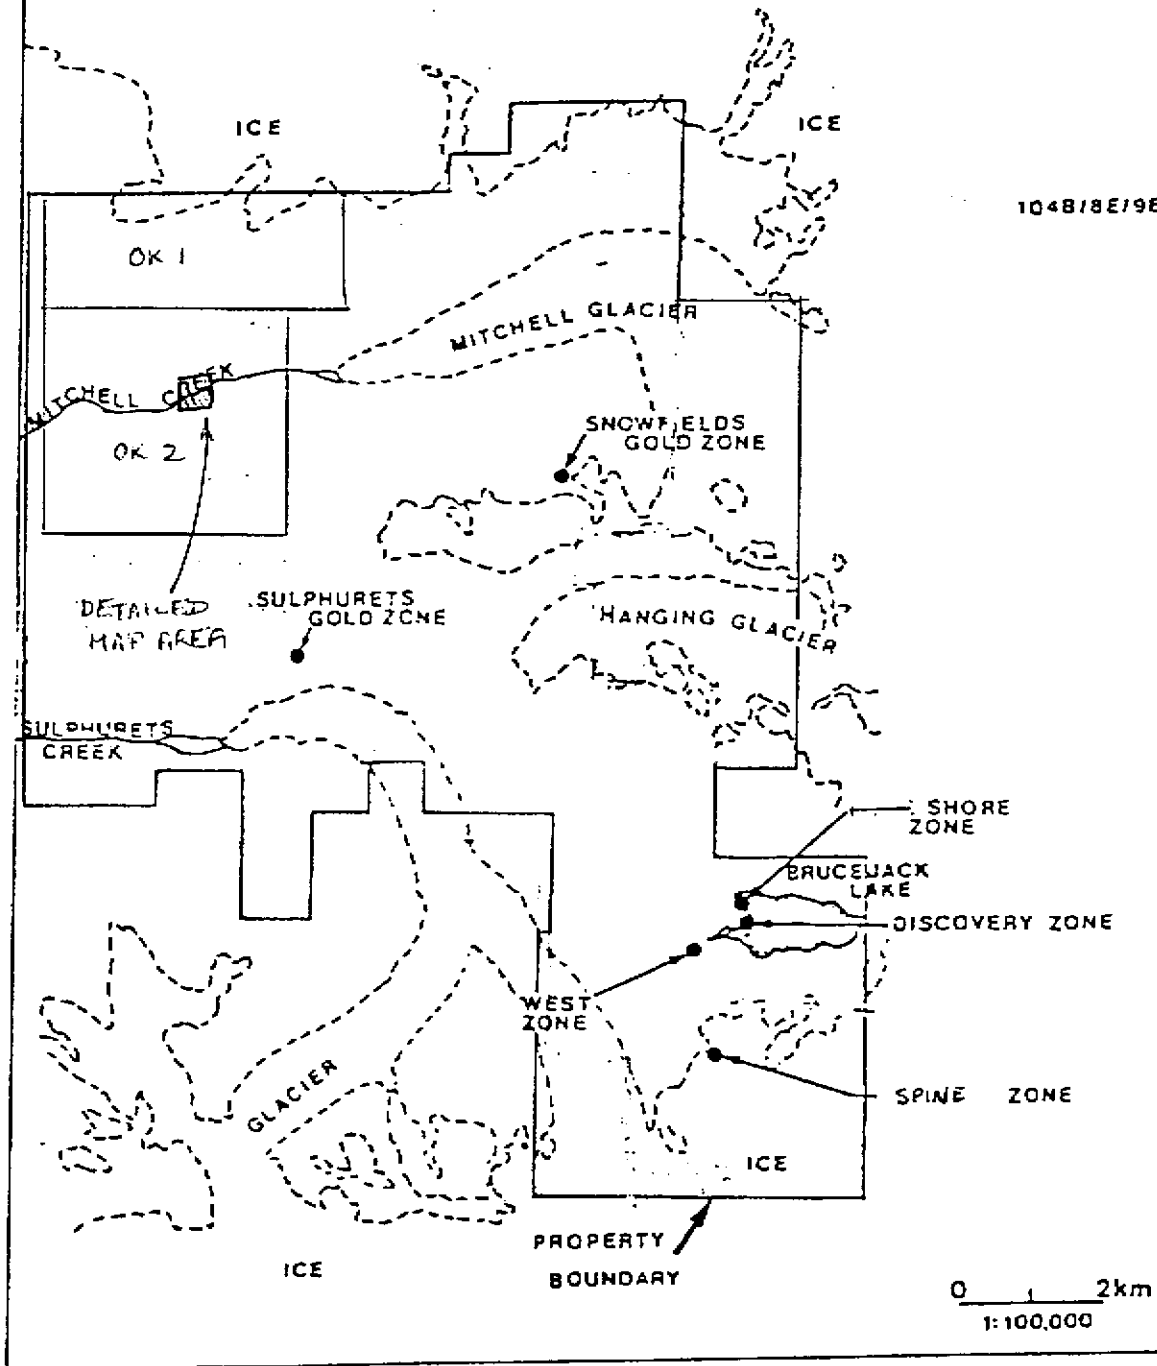 ICE
ICE
104B/8E/9E
OK 1
MITCHELL GLACIER
MITCHELL CREEK
SNOWFIELDS
GOLD ZONE
OK 2
DETAILED
MAP AREA
SULPHURETS
GOLD ZONE
HANGING GLACIER
SULPHURETS
CREEK
SHORE
ZONE
BRUCEJACK
LAKE
DISCOVERY ZONE
WEST
ZONE
GLACIER
SPINE ZONE
ICE
PROPERTY
BOUNDARY
ICE
0 2km
1:100,000